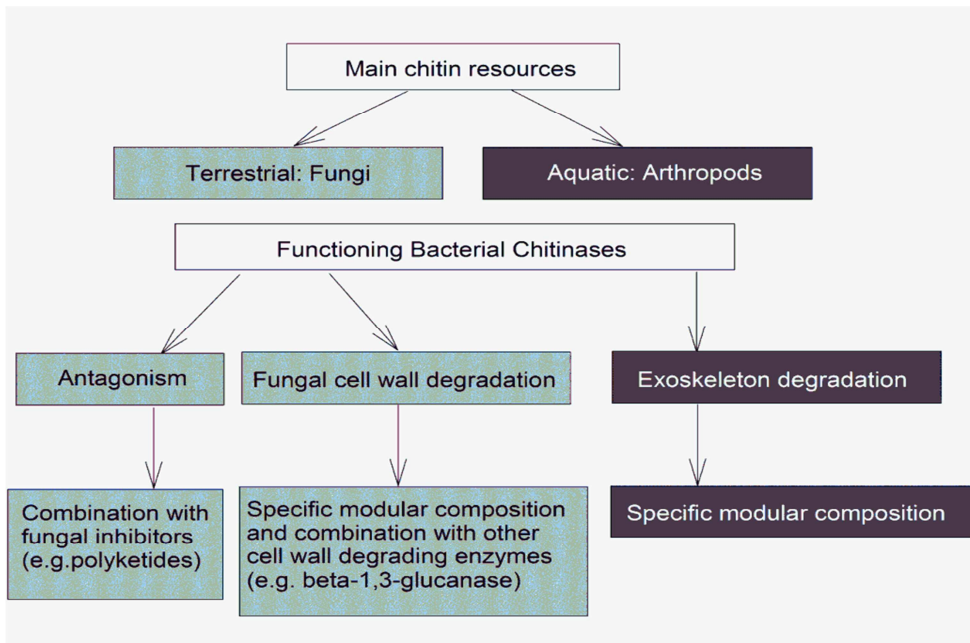 Main chitin resources
Terrestrial: Fungi
Aquatic: Arthropods
Functioning Bacterial Chitinases
Antagonism
Fungal cell wall degradation
Exoskeleton degradation
Combination with
fungal inhibitors
(e.g.polyketides)
Specific modular composition
and combination with other
cell wall degrading enzymes
(e.g. beta-1,3-glucanase)
Specific modular composition